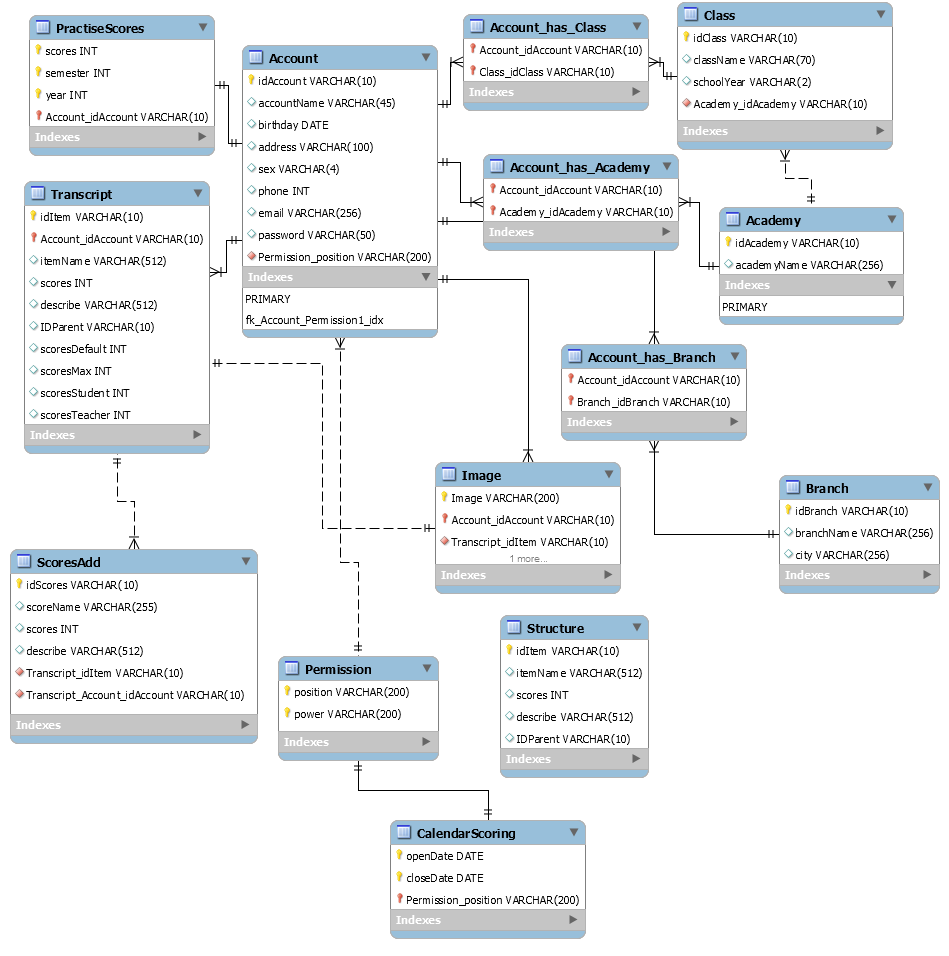 PractiseScores
scores INT
semester INT
year INT
Account_idAccount VARCHAR(10)
Indexes
Account
idAccount VARCHAR(10)
accountName VARCHAR(45)
birthday DATE
address VARCHAR(100)
sex VARCHAR(4)
phone INT
email VARCHAR(256)
password VARCHAR(50)
Permission_position VARCHAR(200)
Indexes
PRIMARY
fk_Account_Permission1_idx
Account_has_Class
Account_idAccount VARCHAR(10)
Class_idClass VARCHAR(10)
Indexes
Class
idClass VARCHAR(10)
className VARCHAR(70)
schoolYear VARCHAR(2)
Academy_idAcademy VARCHAR(10)
Indexes
Account_has_Academy
Account_idAccount VARCHAR(10)
Academy_idAcademy VARCHAR(10)
Indexes
Academy
idAcademy VARCHAR(10)
academyName VARCHAR(256)
Indexes
PRIMARY
Transcript
idItem VARCHAR(10)
Account_idAccount VARCHAR(10)
itemName VARCHAR(512)
scores INT
describe VARCHAR(512)
IDParent VARCHAR(10)
scoresDefault INT
scoresMax INT
scoresStudent INT
scoresTeacher INT
Indexes
Account_has_Branch
Account_idAccount VARCHAR(10)
Branch_idBranch VARCHAR(10)
Indexes
Image
Image VARCHAR(200)
Account_idAccount VARCHAR(10)
Transcript_idItem VARCHAR(10)
1 more...
Indexes
Branch
idBranch VARCHAR(10)
branchName VARCHAR(256)
city VARCHAR(256)
Indexes
ScoresAdd
idScores VARCHAR(10)
scoreName VARCHAR(255)
scores INT
describe VARCHAR(512)
Transcript_idItem VARCHAR(10)
Transcript_Account_idAccount VARCHAR(10)
Indexes
Permission
position VARCHAR(200)
power VARCHAR(200)
Indexes
Structure
idItem VARCHAR(10)
itemName VARCHAR(512)
scores INT
describe VARCHAR(512)
IDParent VARCHAR(10)
Indexes
CalendarScoring
openDate DATE
closeDate DATE
Permission_position VARCHAR(200)
Indexes